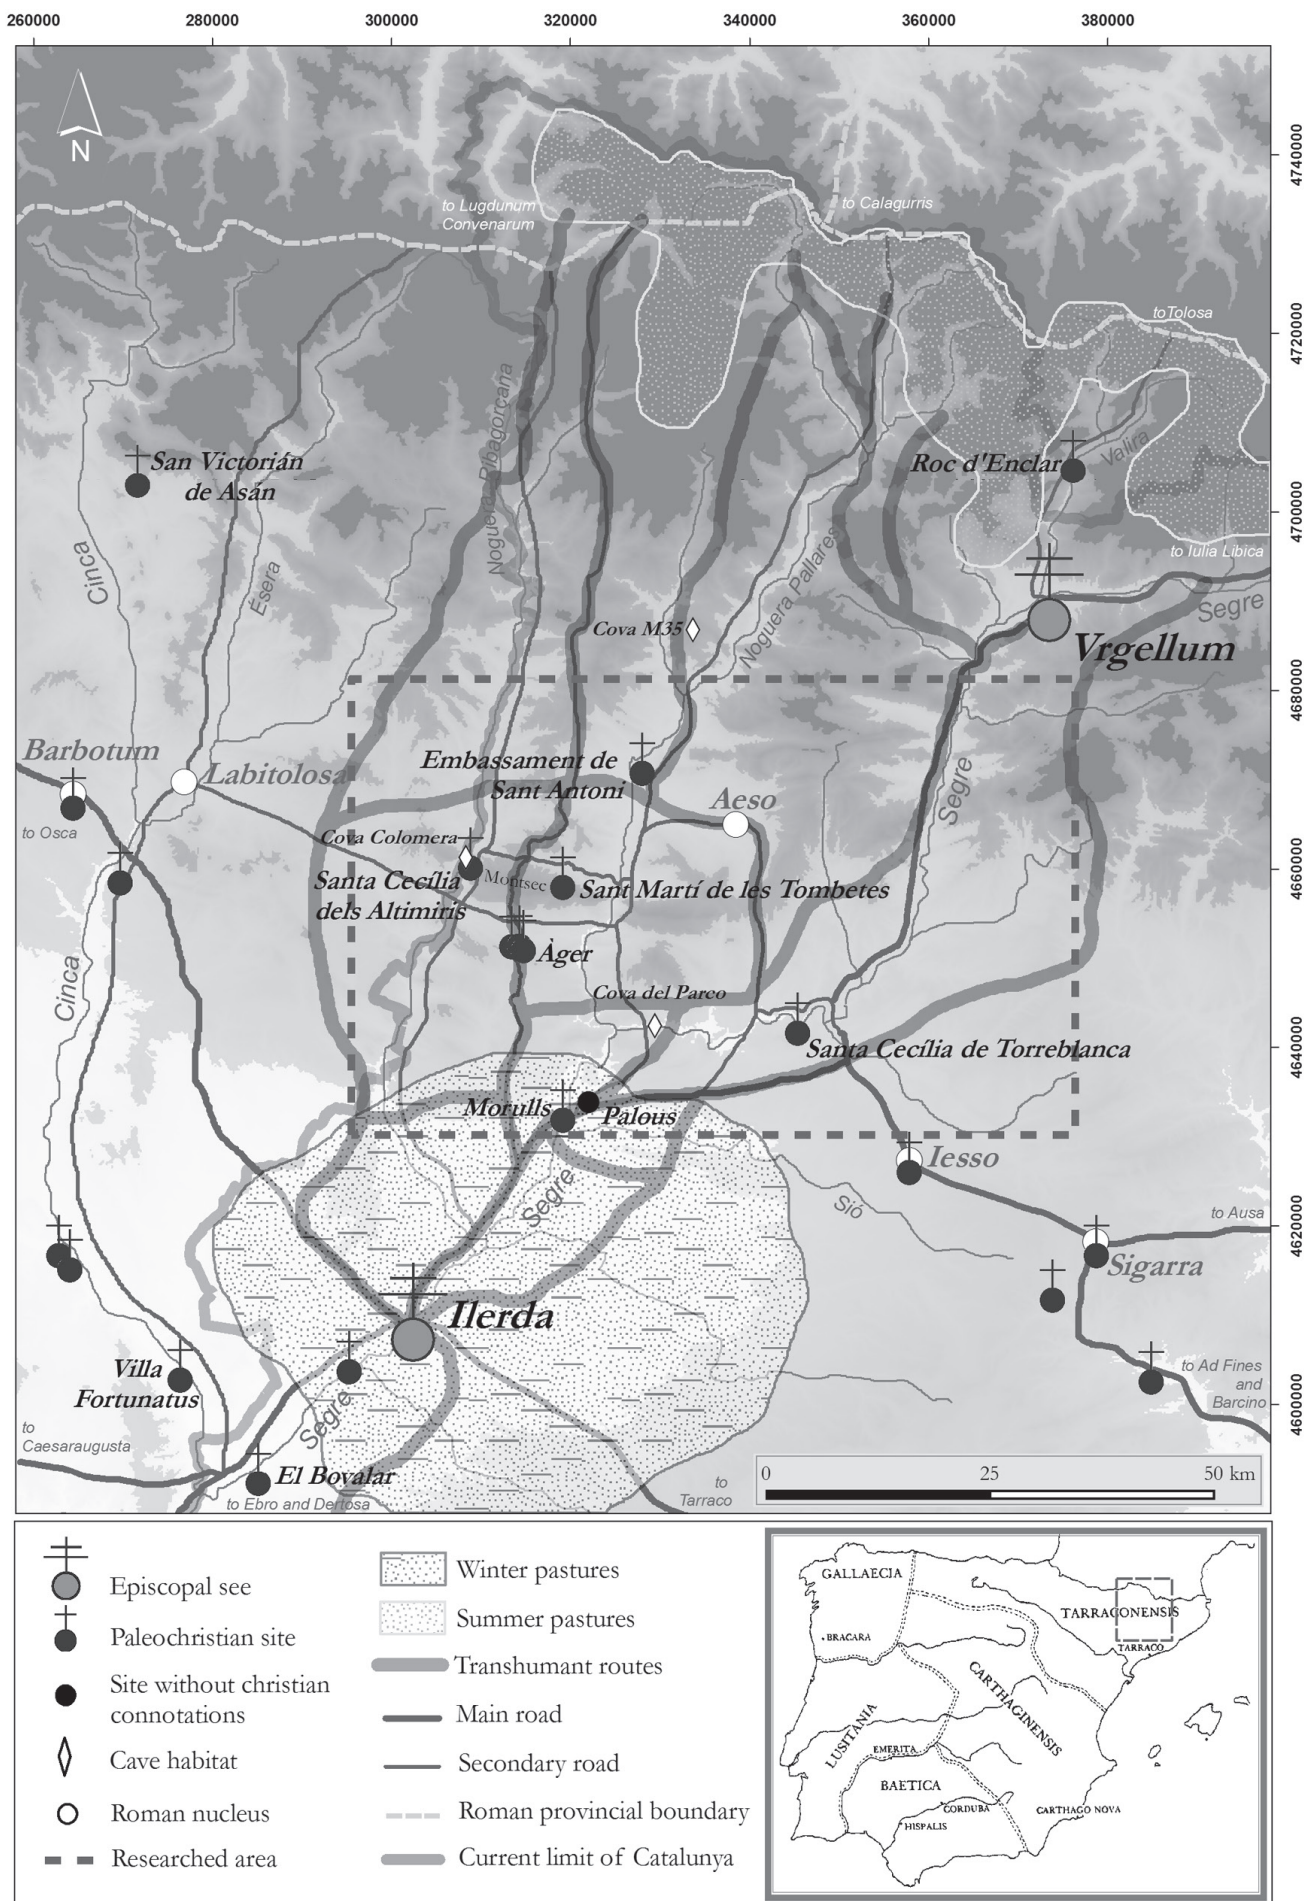 260000 280000 300000 320000 340000 360000 380000
4740000
4720000
4700000
4680000
4660000
4640000
4620000
4600000
N
to Lugdunum
Convenarum
to Calagurris
toTolosa
to Iulia Libica
Noguera Ribagorçana
Noguera Pallaresa
Valira
Roc d'Enclar
San Victorián
de Asán
Cinca
Ésera
Cova M35
Segre
Vrgellum
Barbotum
Labitolosa
to Osca
Embassament de
Sant Antoni
Aeso
Segre
Cova Colomera
Montsec
Santa Cecília
dels Altimiris
Sant Martí de les Tombetes
Àger
Cinca
Cova del Parco
Santa Cecília de Torreblanca
Morulls
Palous
Iesso
Segre
Sió
to Ausa
Sigarra
Ilerda
Villa
Fortunatus
to Ad Fines
and
Barcino
to
Caesaraugusta
Segre
El Bovalar
to Ebro and Dertosa
to
Tarraco
0 25 50 km
Episcopal see
Paleochristian site
Site without christian
connotations
Cave habitat
Roman nucleus
Researched area
Winter pastures
Summer pastures
Transhumant routes
Main road
Secondary road
Roman provincial boundary
Current limit of Catalunya
GALLAECIA
TARRACONENSIS
BRACARA
TARRACO
CARTHAGINENSIS
LUSITANIA
EMERITA
BAETICA
CORDUBA
CARTHAGO NOVA
HISPALIS